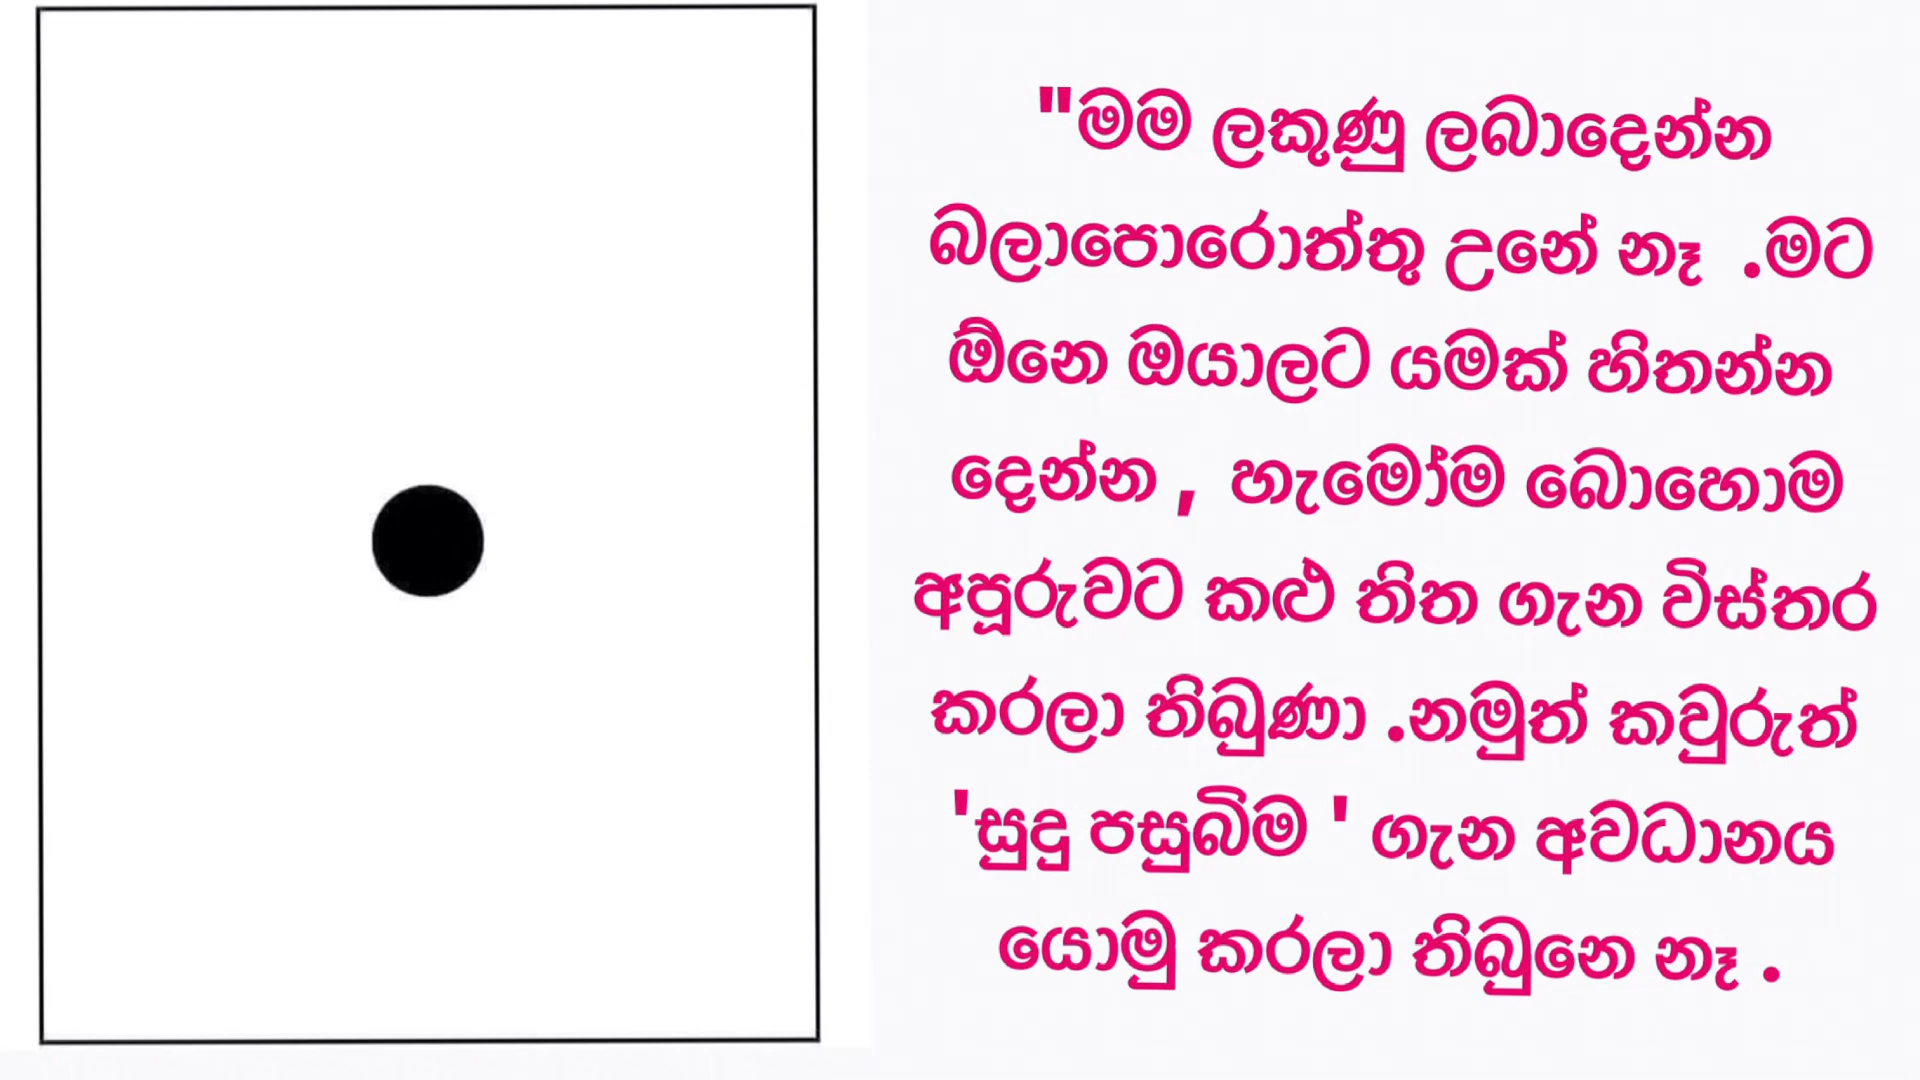 "මම ලකුණු ලබාදෙන්න
බලාපොරොත්තු උනේ නෑ .මට
ඕනෙ ඔයාලට යමක් හිතන්න
දෙන්න , හැමෝම බොහොම
අපූරුවට කළු තිත ගැන විස්තර
කරලා තිබුණා .නමුත් කවුරුත්
'සුදු පසුබිම ' ගැන අවධානය
යොමු කරලා තිබුනෙ නෑ .